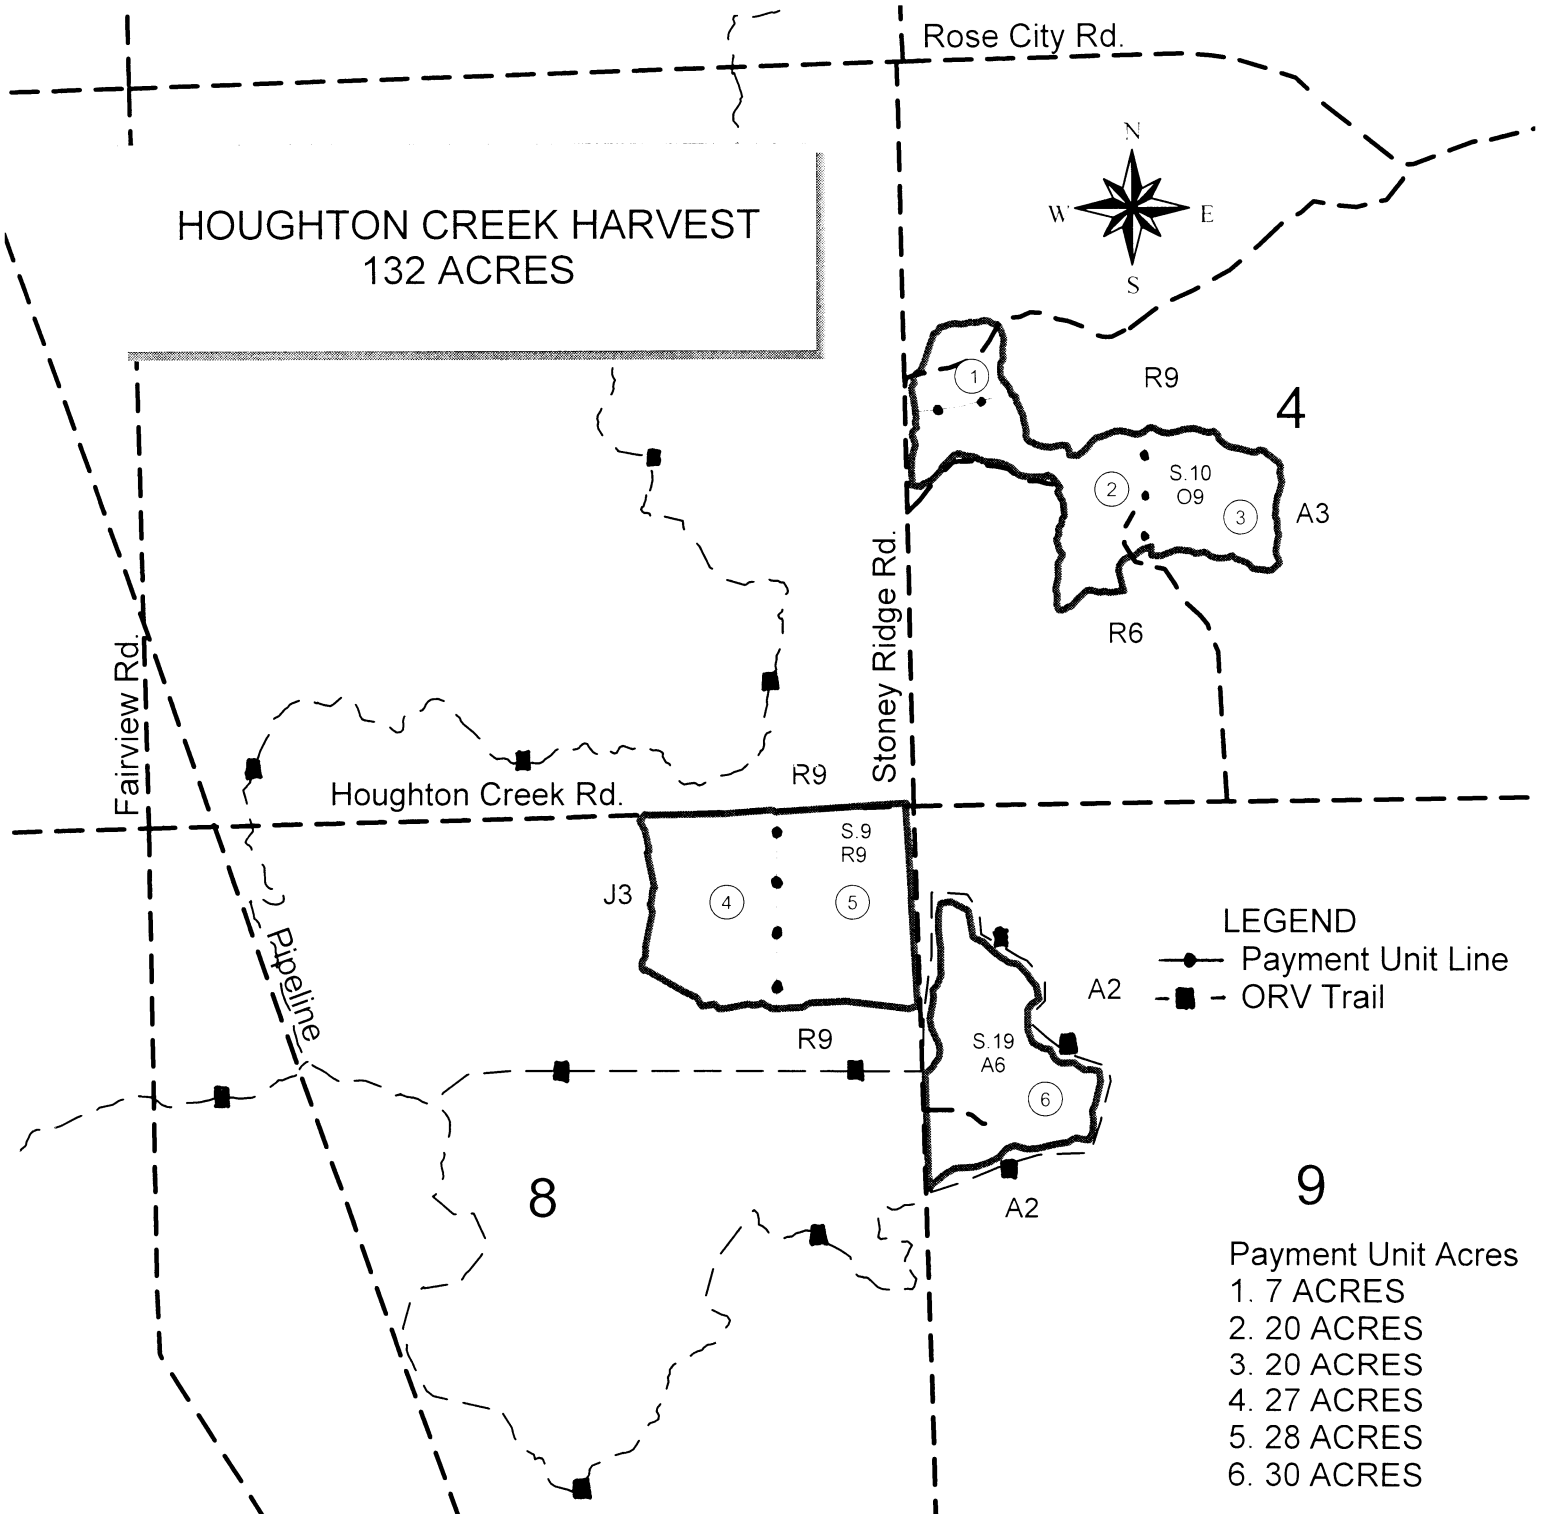 Rose City Rd.
N
W
E
S
HOUGHTON CREEK HARVEST
132 ACRES
1
R9
4
2
S.10
O9
3
A3
R6
Stoney Ridge Rd.
Fairview Rd.
Houghton Creek Rd.
R9
S.9
R9
J3
4
5
Pipeline
R9
LEGEND
Payment Unit Line
ORV Trail
A2
S.19
A6
6
A2
8
9
Payment Unit Acres
1. 7 ACRES
2. 20 ACRES
3. 20 ACRES
4. 27 ACRES
5. 28 ACRES
6. 30 ACRES